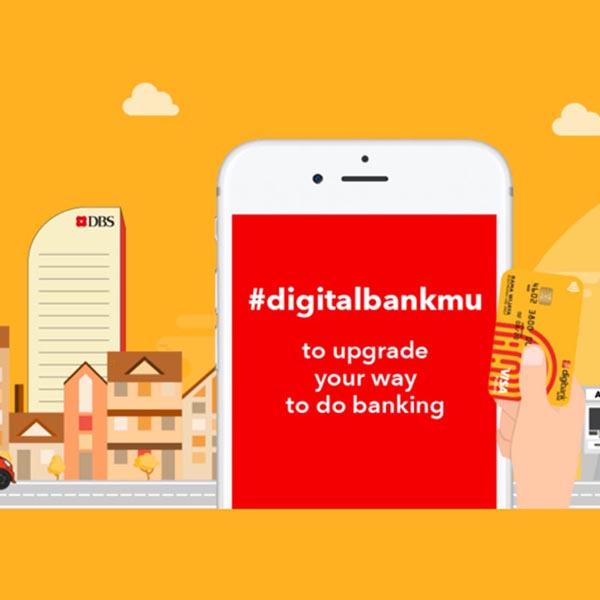 DBS
#digitalbankmu
to upgrade
your way
to do banking
digibank
VISA